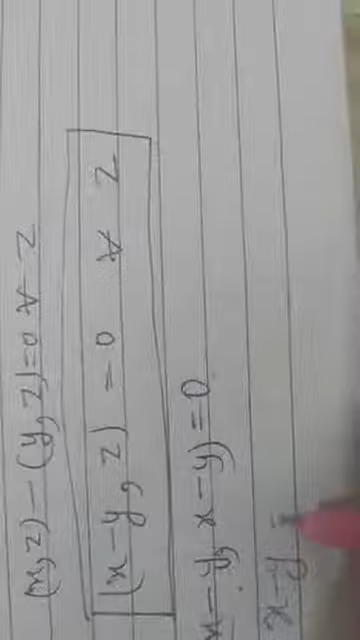 (x, z) - (y, z) = 0 ∀ z
(x-y, z) = 0 ∀ z
x-y, x-y) = 0
x-y